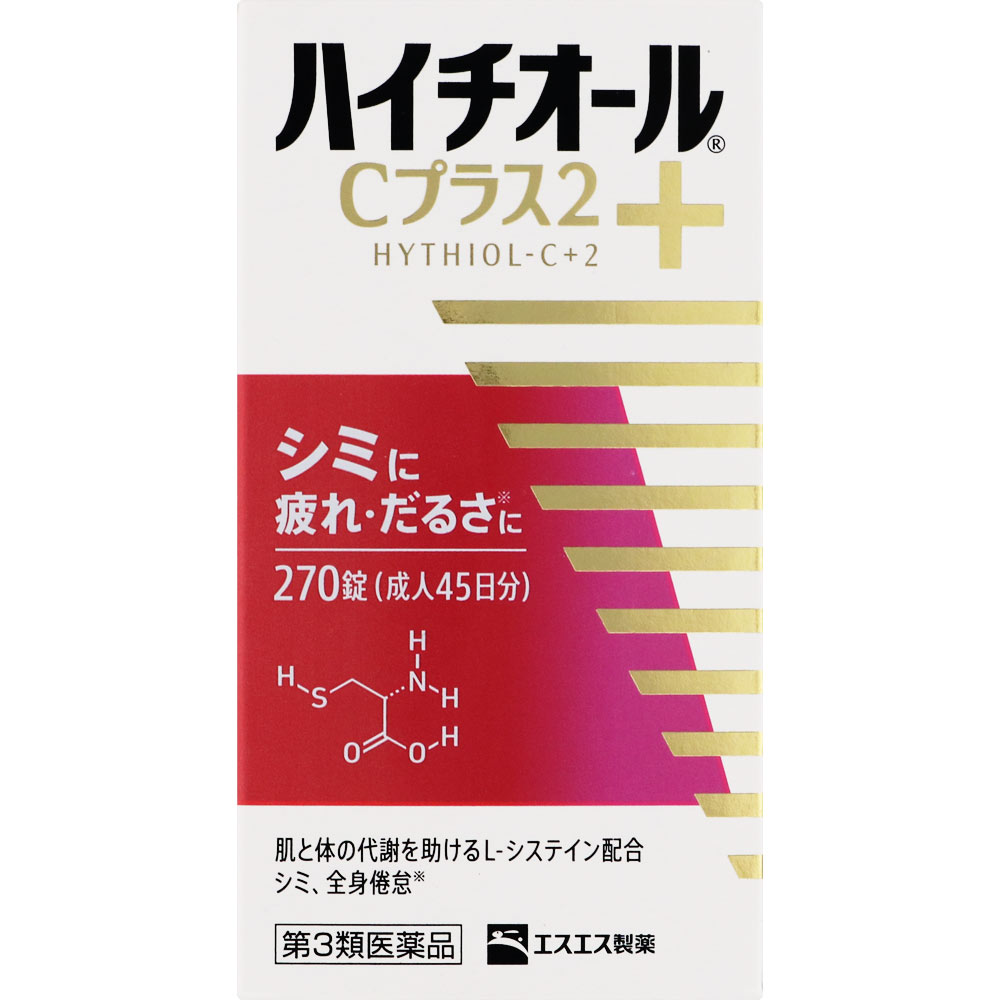 ハイチオール®
Cプラス2
HYTHIOL-C+2
シミに
疲れ・だるさ※に
270錠(成人45日分)
H
H
S
N
H
O
O
H
肌と体の代謝を助けるL-システイン配合
シミ、全身倦怠※
第3類医薬品
エスエス製薬